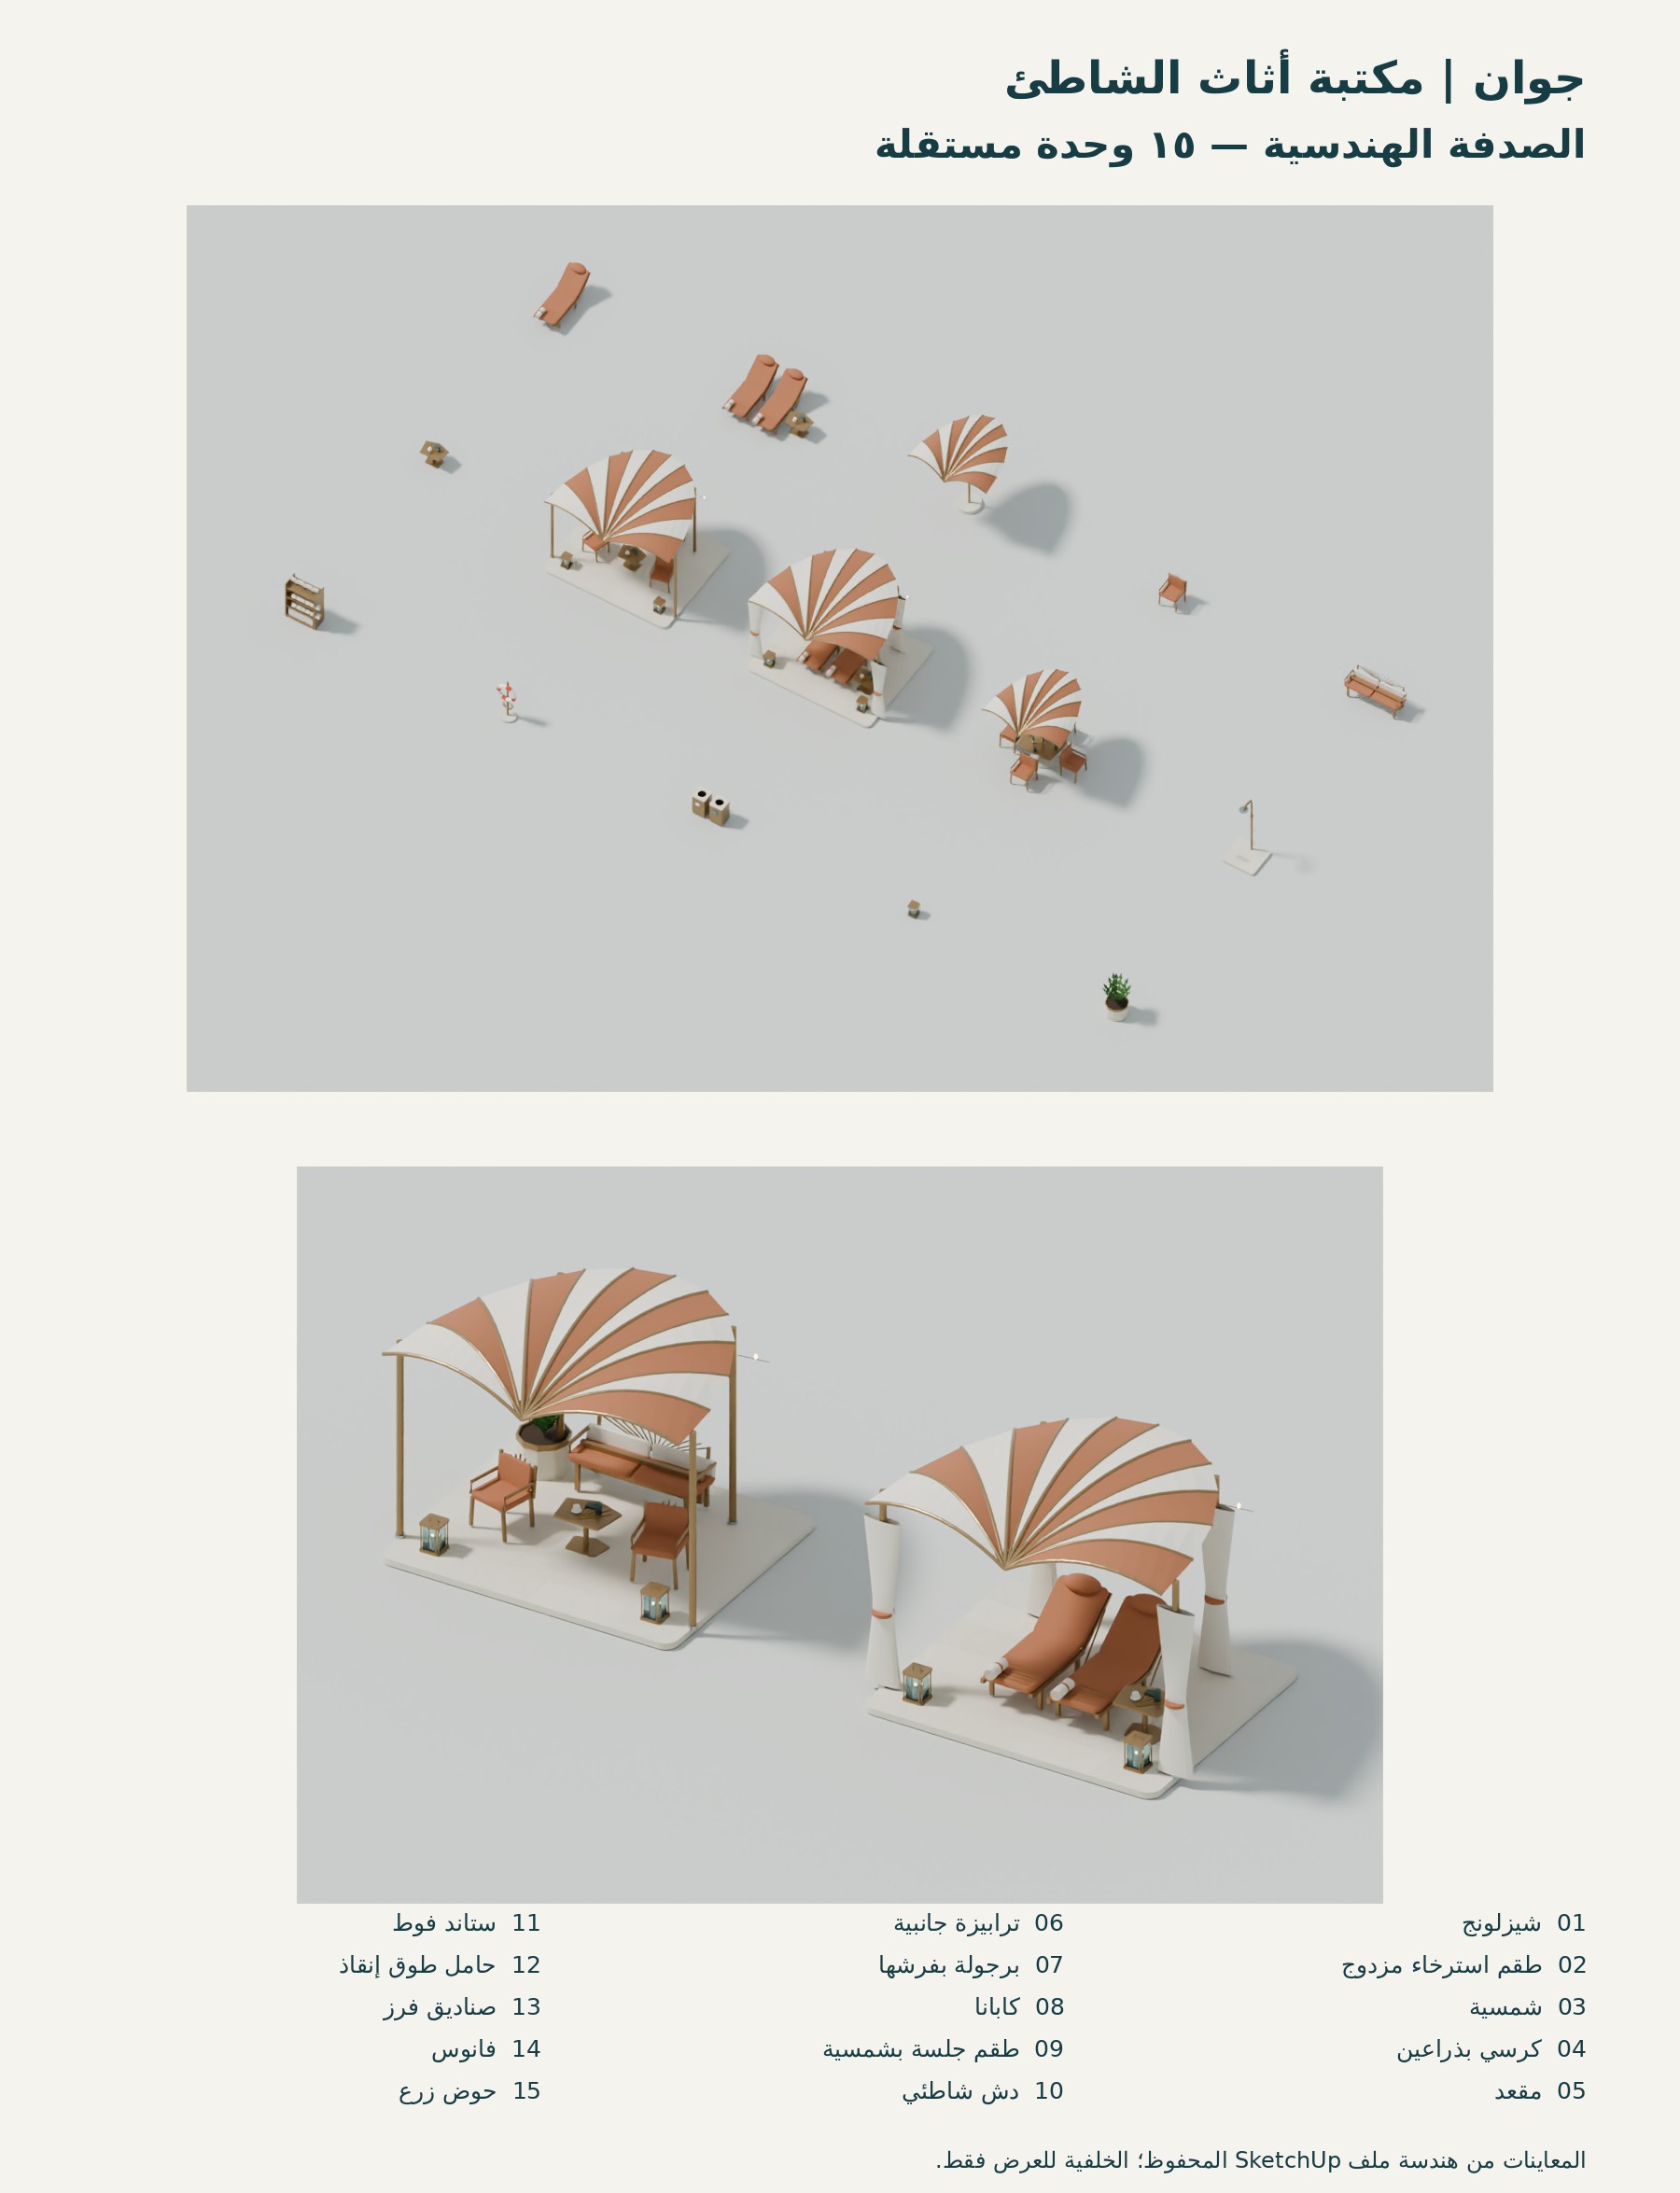 جوان | مكتبة أثاث الشاطئ
الصدفة الهندسية — ١٥ وحدة مستقلة
01 شيزلونج
02 طقم استرخاء مزدوج
03 شمسية
04 كرسي بذراعين
05 مقعد
06 ترابيزة جانبية
07 برجولة بفرشها
08 كابانا
09 طقم جلسة بشمسية
10 دش شاطئي
11 ستاند فوط
12 حامل طوق إنقاذ
13 صناديق فرز
14 فانوس
15 حوض زرع
المعاينات من هندسة ملف SketchUp المحفوظ؛ الخلفية للعرض فقط.